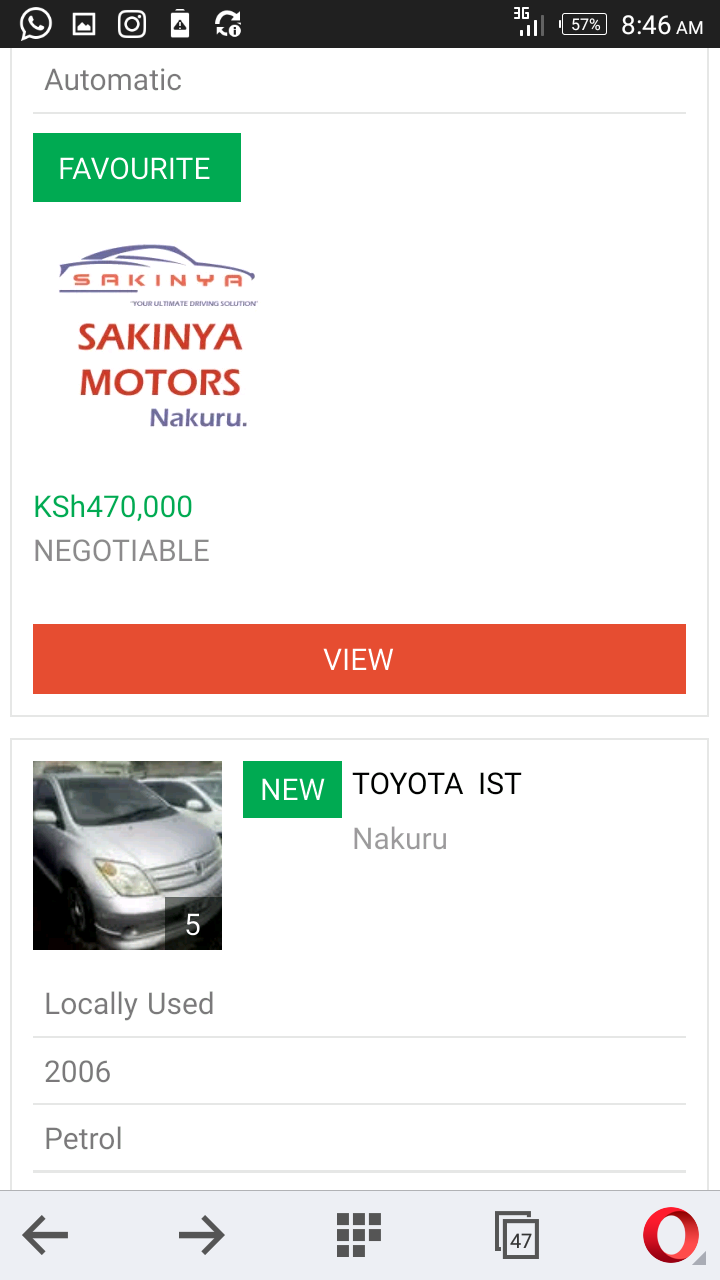 3G
57%
8:46 AM
Automatic
FAVOURITE
SAKINYA
"YOUR ULTIMATE DRIVING SOLUTION"
SAKINYA
MOTORS
Nakuru.
KSh470,000
NEGOTIABLE
VIEW
NEW TOYOTA IST
Nakuru
5
Locally Used
2006
Petrol
47